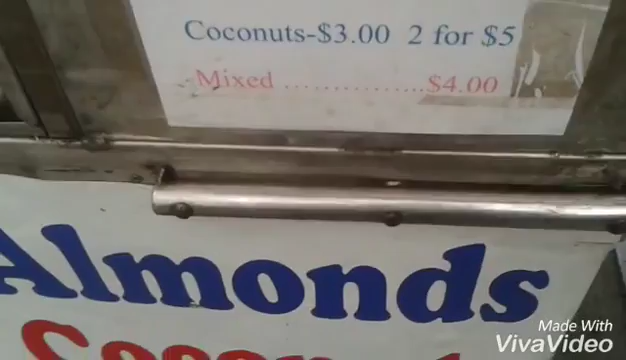 Coconuts-$3.00 2 for $5
Mixed ..................$4.00
Almonds
Made With
VivaVideo